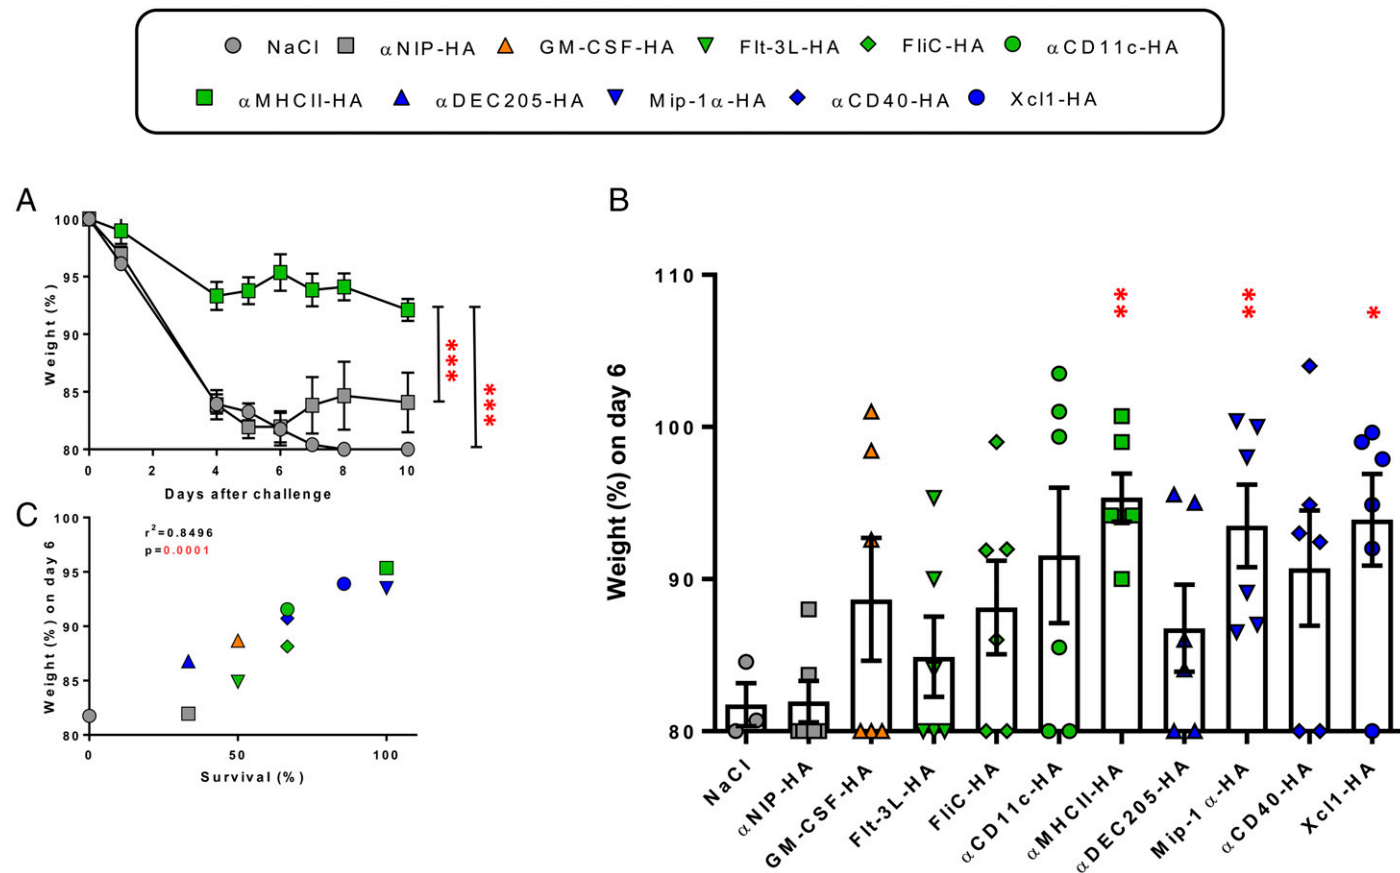 NaCl αNIP-HA GM-CSF-HA Flt-3L-HA FliC-HA αCD11c-HA
αMHCII-HA αDEC205-HA Mip-1α-HA αCD40-HA Xcl1-HA
A
Weight (%)
100
95
90
85
80
0 2 4 6 8 10
Days after challenge
***
***
C
r²=0.8496
p=0.0001
Weight (%) on day 6
100
95
90
85
80
0 50 100
Survival (%)
B
Weight (%) on day 6
110
100
90
80
** ** *
NaCl
αNIP-HA
GM-CSF-HA
Flt-3L-HA
FliC-HA
αCD11c-HA
αMHCII-HA
αDEC205-HA
Mip-1 α-HA
αCD40-HA
Xcl1-HA